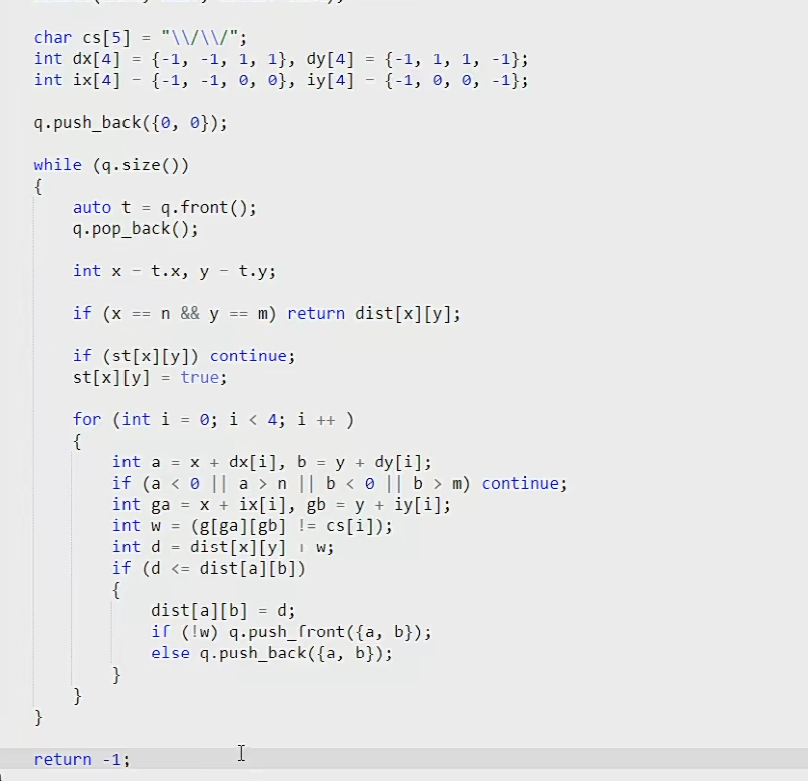 char cs[5] = "\\/\\/";
int dx[4] = {-1, -1, 1, 1}, dy[4] = {-1, 1, 1, -1};
int ix[4] - {-1, -1, 0, 0}, iy[4] - {-1, 0, 0, -1};
q.push_back({0, 0});
while (q.size())
{
auto t = q.front();
q.pop_back();
int x - t.x, y - t.y;
if (x == n && y == m) return dist[x][y];
if (st[x][y]) continue;
st[x][y] = true;
for (int i = 0; i < 4; i ++ )
{
int a = x + dx[i], b = y + dy[i];
if (a < 0 || a > n || b < 0 || b > m) continue;
int ga = x + ix[i], gb = y + iy[i];
int w = (g[ga][gb] != cs[i]);
int d = dist[x][y] + w;
if (d <= dist[a][b])
{
dist[a][b] = d;
if (!w) q.push_front({a, b});
else q.push_back({a, b});
}
}
}
return -1;